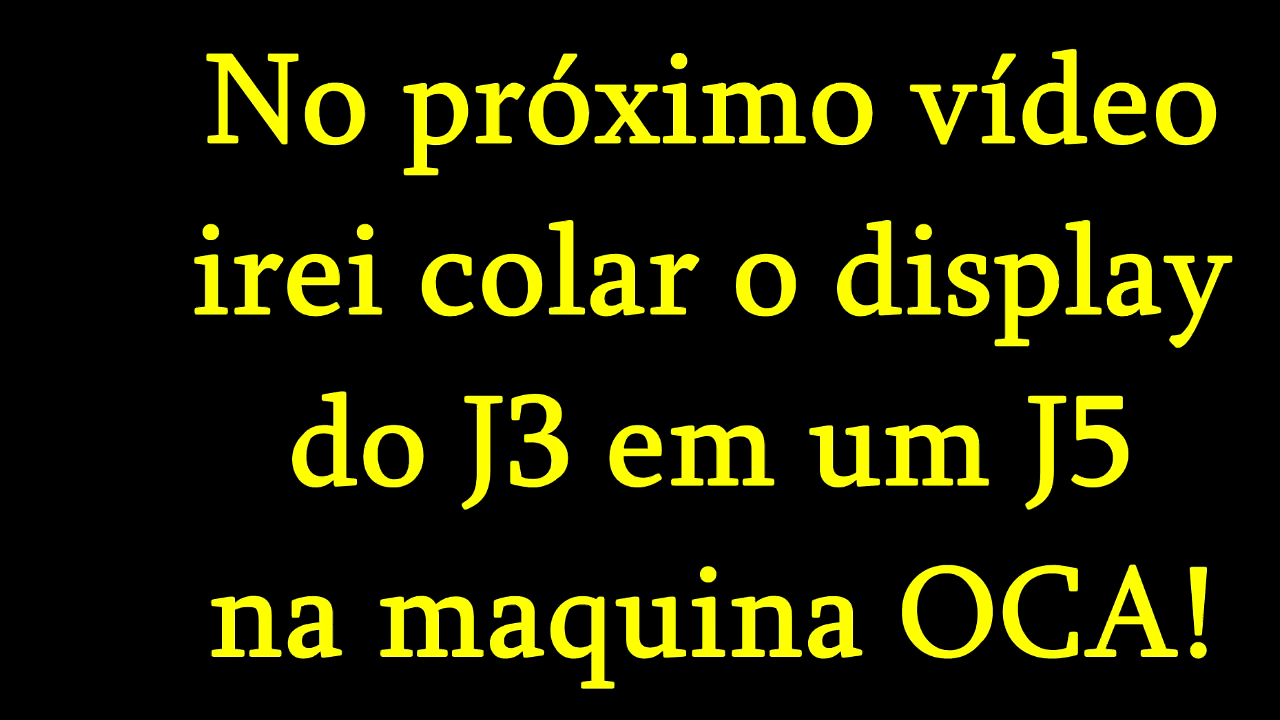 No próximo vídeo
irei colar o display
do J3 em um J5
na maquina OCA!